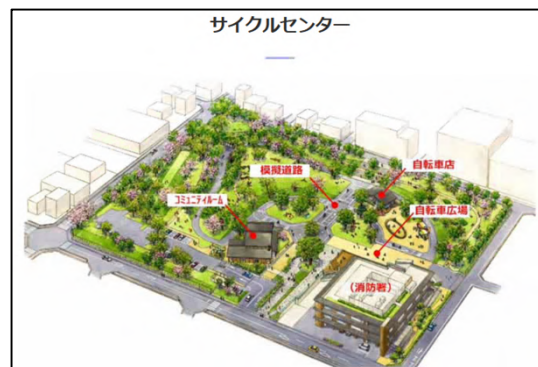 サイクルセンター
自転車店
模擬道路
コミュニティルーム
自転車広場
(消防署)